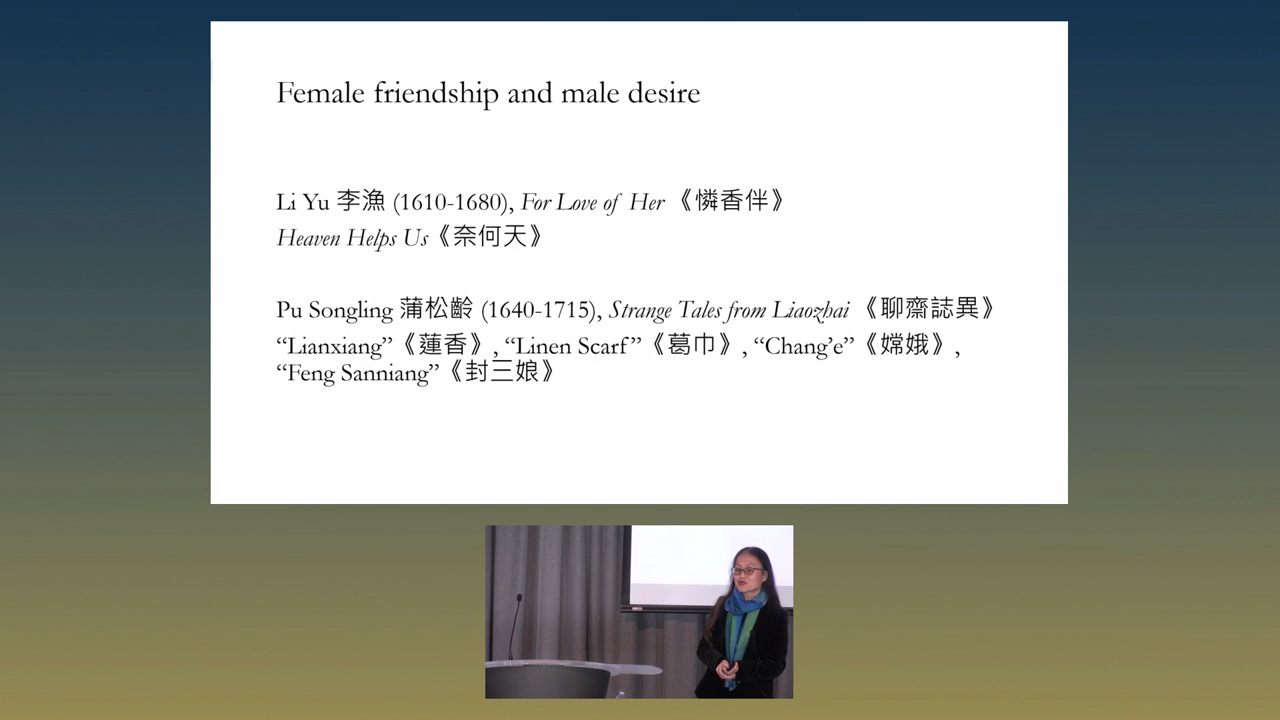 Female friendship and male desire
Li Yu 李漁 (1610-1680), For Love of Her 《憐香伴》
Heaven Helps Us《奈何天》
Pu Songling 蒲松齡 (1640-1715), Strange Tales from Liaozhai 《聊齋誌異》
“Lianxiang”《蓮香》, “Linen Scarf”《葛巾》, “Chang’e”《嫦娥》,
“Feng Sanniang”《封三娘》